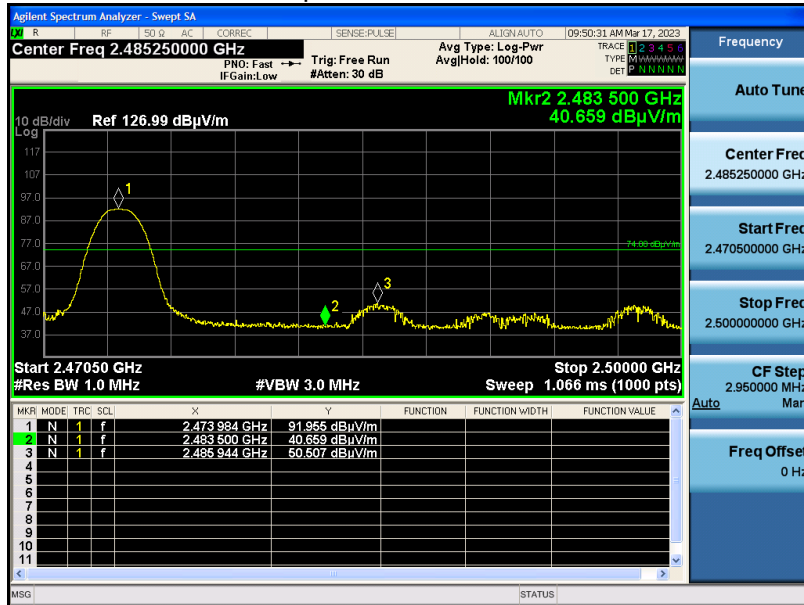 Agilent Spectrum Analyzer - Swept SA
LXI R RF 50 Ω AC CORREC SENSE:PULSE ALIGN AUTO 09:50:31 AM Mar 17, 2023
Center Freq 2.485250000 GHz
PNO: Fast
IFGain:Low
Trig: Free Run
#Atten: 30 dB
Avg Type: Log-Pwr
Avg|Hold: 100/100
TRACE 1 2 3 4 5 6
TYPE M
DET P N N N N N
Frequency
Auto Tune
Center Freq
2.485250000 GHz
Start Freq
2.470500000 GHz
Stop Freq
2.500000000 GHz
CF Step
2.950000 MHz
Auto Man
Freq Offset
0 Hz
Mkr2 2.483 500 GHz
40.659 dBµV/m
10 dB/div Ref 126.99 dBµV/m
Log
117
107
97.0
87.0
77.0
67.0
57.0
47.0
37.0
1
2
3
74.00 dBµV/m
Start 2.47050 GHz Stop 2.50000 GHz
#Res BW 1.0 MHz #VBW 3.0 MHz Sweep 1.066 ms (1000 pts)
MKR MODE TRC SCL X Y FUNCTION FUNCTION WIDTH FUNCTION VALUE
1 N 1 f 2.473 984 GHz 91.955 dBµV/m
2 N 1 f 2.483 500 GHz 40.659 dBµV/m
3 N 1 f 2.485 944 GHz 50.507 dBµV/m
4
5
6
7
8
9
10
11
MSG STATUS